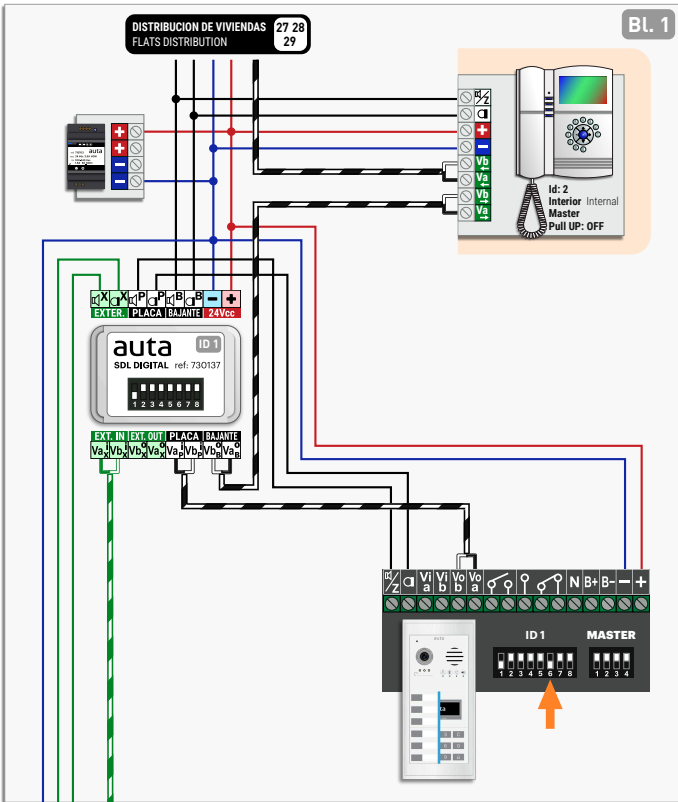 Bl. 1
DISTRIBUCION DE VIVIENDAS 27 28
FLATS DISTRIBUTION 29
auta
+
+
−
−
Z
+
−
Vb
Va
Vb
Va
Id: 2
Interior Internal
Master
Pull UP: OFF
X X P P B B − +
EXTER. PLACA BAJANTE 24Vcc
auta ID 1
SDL DIGITAL ref: 730137
1 2 3 4 5 6 7 8
EXT. IN EXT. OUT PLACA BAJANTE
Va i X Vb i X Vb o X Va o X Va i P Vb i P Vb o B Va o B
Z Vi a Vi b Vo b Vo a N B+ B- − +
ID 1 MASTER
1 2 3 4 5 6 7 8 1 2 3 4
auta